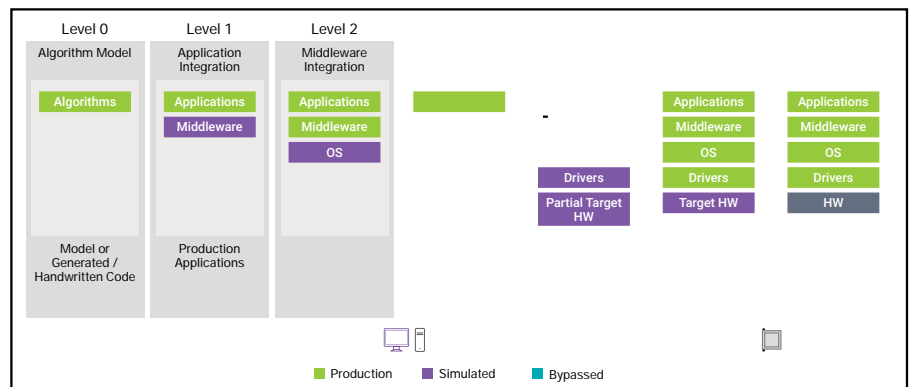 Level 0
Level 1
Level 2
Algorithm Model
Application
Integration
Middleware
Integration
Algorithms
Applications
Applications
Applications
Applications
Middleware
Middleware
Middleware
Middleware
OS
OS
OS
Drivers
Drivers
Drivers
Partial Target
HW
Target HW
HW
Model or
Generated /
Handwritten Code
Production
Applications
Production
Simulated
Bypassed